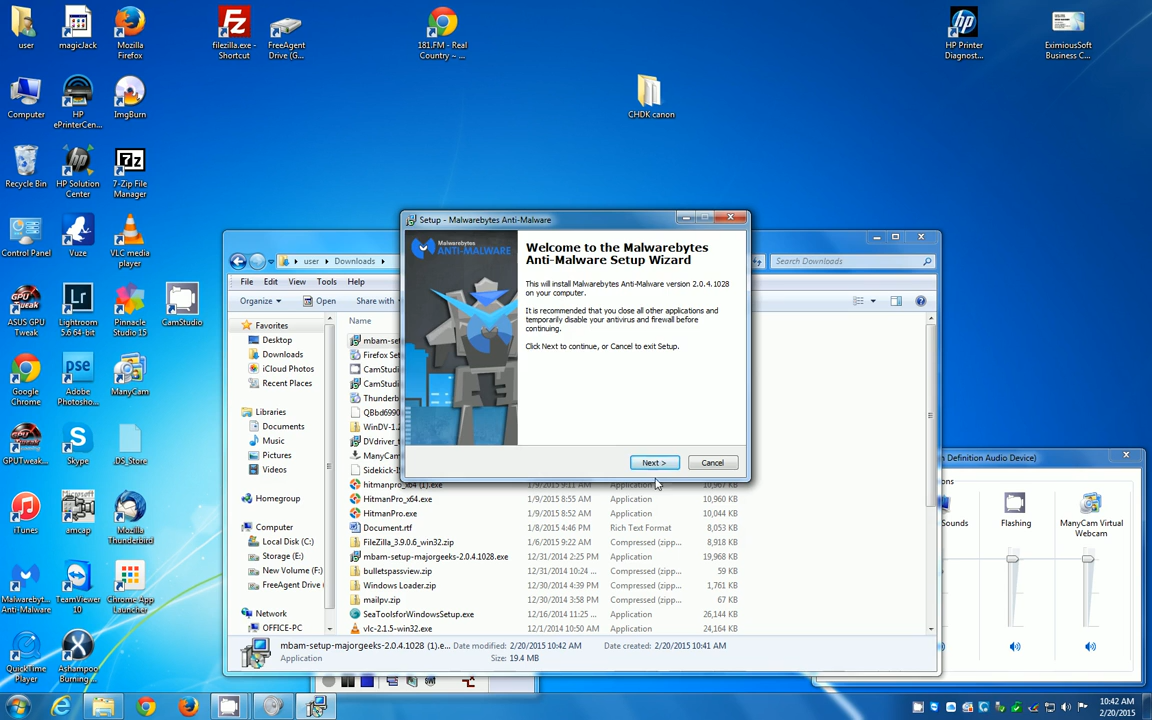 user
magicJack
Mozilla
Firefox
filezilla.exe -
Shortcut
FreeAgent
Drive (G...
181.FM - Real
Country ~ ...
HP Printer
Diagnost...
EximiousSoft
Business C...
Computer
HP
ePrinterCen...
ImgBurn
CHDK canon
Recycle Bin
HP Solution
Center
7-Zip File
Manager
Control Panel
Vuze
VLC media
player
ASUS GPU
Tweak
Lightroom
5.6 64-bit
Pinnacle
Studio 15
CamStudio
Google
Chrome
Adobe
Photosho...
ManyCam
GPUTweak...
Skype
.DS_Store
iTunes
amcap
Mozilla
Thunderbird
Malwareby...
Anti-Malware
TeamViewer
10
Chrome App
Launcher
QuickTime
Player
Ashampoo
Burning...
Setup - Malwarebytes Anti-Malware
Malwarebytes
ANTI-MALWARE
Welcome to the Malwarebytes
Anti-Malware Setup Wizard
This will install Malwarebytes Anti-Malware version 2.0.4.1028
on your computer.
It is recommended that you close all other applications and
temporarily disable your antivirus and firewall before
continuing.
Click Next to continue, or Cancel to exit Setup.
Next >
Cancel
user
Downloads
Search Downloads
File Edit View Tools Help
Organize
Open
Share with
Name
Favorites
Desktop
Downloads
iCloud Photos
Recent Places
Libraries
Documents
Music
Pictures
Videos
Homegroup
Computer
Local Disk (C:)
Storage (E:)
New Volume (F:)
FreeAgent Drive
Network
OFFICE-PC
mbam-se
Firefox Set
CamStudi
CamStudi
Thunderb
QBbd6990
WinDV-1.2
DVdriver_t
ManyCam
Sidekick-I
hitmanpro_x64 (1).exe 1/9/2015 9:11 AM Application 10,967 KB
HitmanPro_x64.exe 1/9/2015 8:55 AM Application 10,960 KB
HitmanPro.exe 1/9/2015 8:52 AM Application 10,044 KB
Document.rtf 1/8/2015 4:46 PM Rich Text Format 8,053 KB
FileZilla_3.9.0.6_win32.zip 1/6/2015 9:22 AM Compressed (zipp... 8,918 KB
mbam-setup-majorgeeks-2.0.4.1028.exe 12/31/2014 2:25 PM Application 19,968 KB
bulletspassview.zip 12/31/2014 10:24 ... Compressed (zipp... 59 KB
Windows Loader.zip 12/30/2014 4:39 PM Compressed (zipp... 1,761 KB
mailpv.zip 12/30/2014 3:58 PM Compressed (zipp... 67 KB
SeaToolsforWindowsSetup.exe 12/16/2014 11:25 ... Application 26,144 KB
vlc-2.1.5-win32.exe 12/1/2014 10:50 AM Application 24,164 KB
mbam-setup-majorgeeks-2.0.4.1028 (1).e... Date modified: 2/20/2015 10:42 AM Date created: 2/20/2015 10:41 AM
Application Size: 19.4 MB
Definition Audio Device)
ons
Sounds
Flashing
ManyCam Virtual
Webcam
10:42 AM
2/20/2015